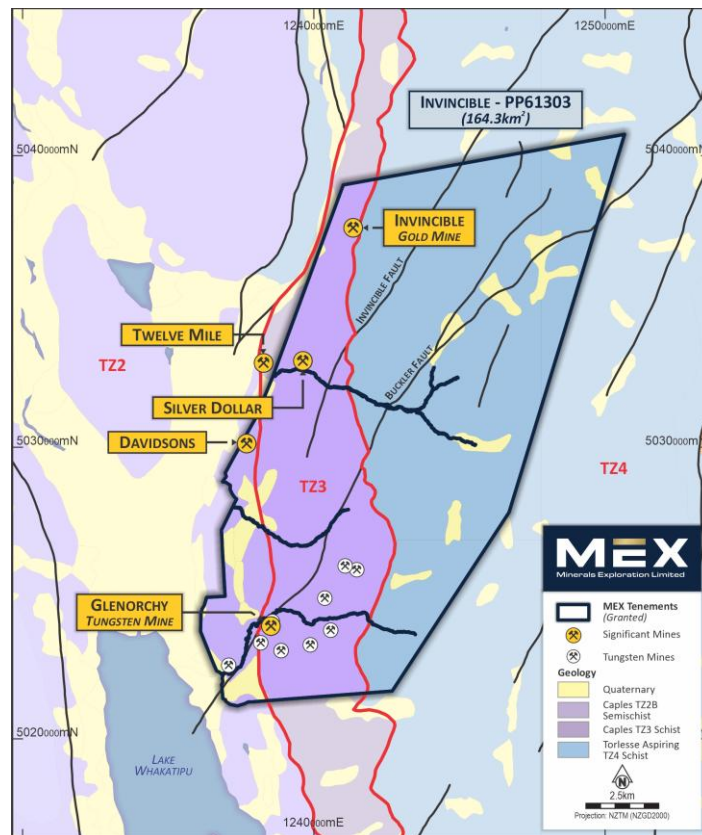 1240000mE
1250000mE
INVINCIBLE - PP61303
(164.3km²)
5040000mN
5040000mN
INVINCIBLE
GOLD MINE
INVINCIBLE FAULT
TWELVE MILE
BUCKLER FAULT
TZ2
SILVER DOLLAR
DAVIDSONS
5030000mN
5030000mN
TZ3
TZ4
GLENORCHY
TUNGSTEN MINE
5020000mN
LAKE
WHAKATIPU
1240000mE
MEX
Minerals Exploration Limited
MEX Tenements
(Granted)
Significant Mines
Tungsten Mines
Geology
Quaternary
Caples TZ2B
Semischist
Caples TZ3 Schist
Torlesse Aspiring
TZ4 Schist
N
2.5km
Projection: NZTM (NZGD2000)